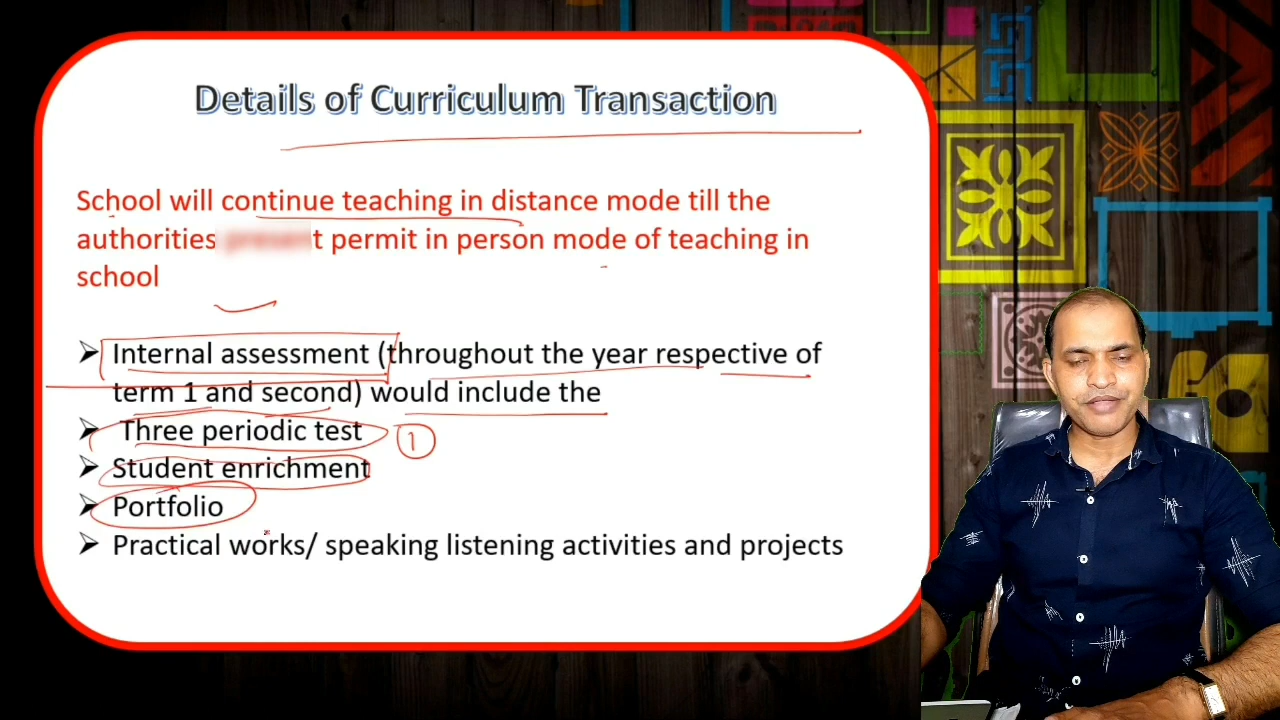 Details of Curriculum Transaction
School will continue teaching in distance mode till the
authorities t permit in person mode of teaching in
school
➤ Internal assessment (throughout the year respective of
term 1 and second) would include the
➤ Three periodic test 1
➤ Student enrichment
➤ Portfolio
➤ Practical works/ speaking listening activities and projects